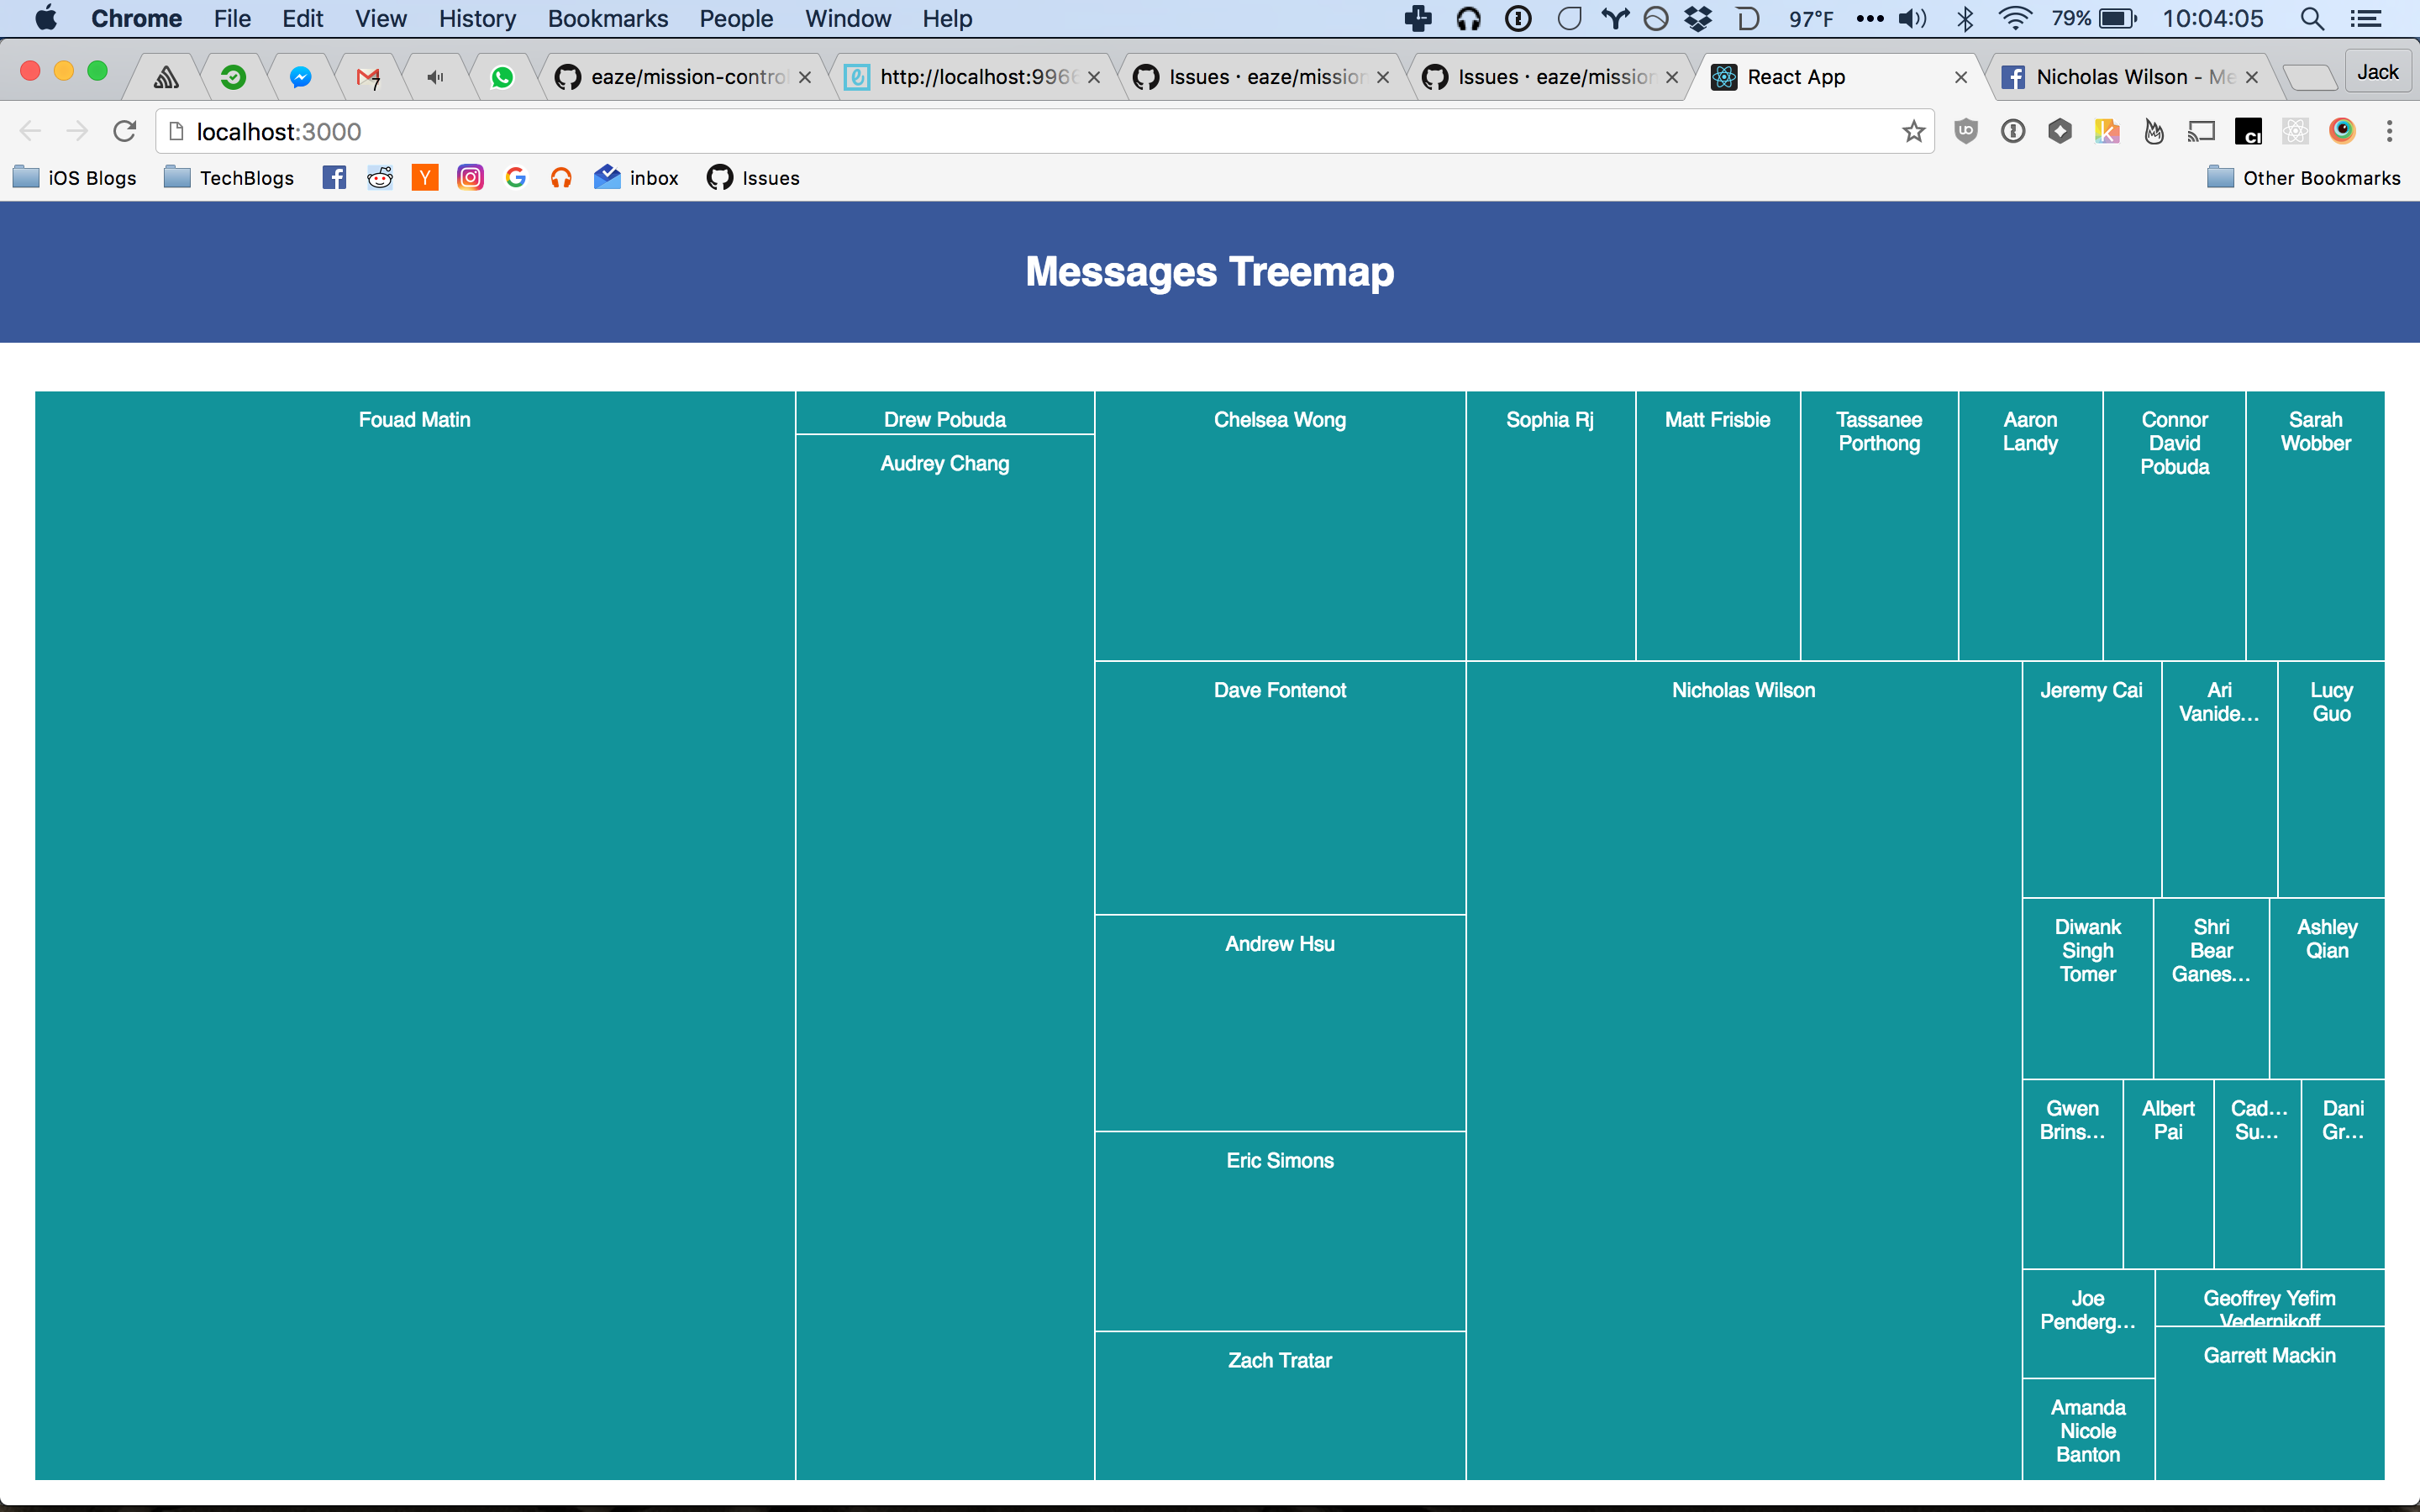 Chrome File Edit View History Bookmarks People Window Help 97°F 79% 10:04:05
7 eaze/mission-control http://localhost:9966 Issues · eaze/mission Issues · eaze/mission React App Nicholas Wilson - Me Jack
localhost:3000
iOS Blogs TechBlogs inbox Issues Other Bookmarks
Messages Treemap
Fouad Matin
Drew Pobuda
Audrey Chang
Chelsea Wong
Sophia Rj
Matt Frisbie
Tassanee
Porthong
Aaron
Landy
Connor
David
Pobuda
Sarah
Wobber
Dave Fontenot
Nicholas Wilson
Jeremy Cai
Ari
Vanide...
Lucy
Guo
Andrew Hsu
Diwank
Singh
Tomer
Shri
Bear
Ganes...
Ashley
Qian
Eric Simons
Gwen
Brins...
Albert
Pai
Cad...
Su...
Dani
Gr...
Zach Tratar
Joe
Penderg...
Geoffrey Yefim
Vedernikoff
Garrett Mackin
Amanda
Nicole
Banton